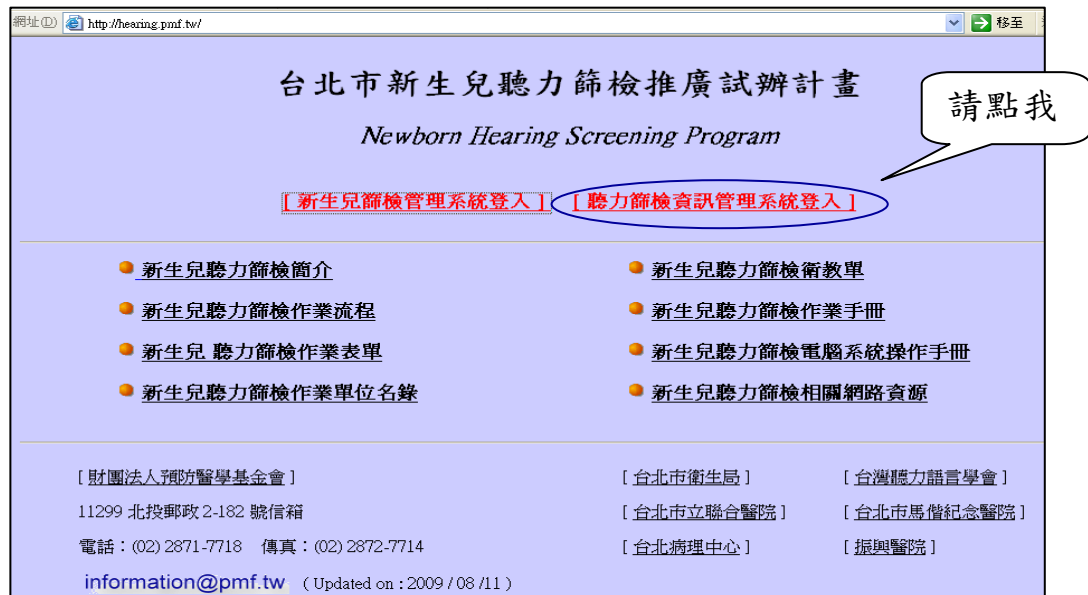 網址(D) http://hearing.pmf.tw/ 移至
台北市新生兒聽力篩檢推廣試辦計畫
請點我
Newborn Hearing Screening Program
[ 新生兒篩檢管理系統登入 ] [ 聽力篩檢資訊管理系統登入 ]
新生兒聽力篩檢簡介 新生兒聽力篩檢衛教單
新生兒聽力篩檢作業流程 新生兒聽力篩檢作業手冊
新生兒 聽力篩檢作業表單 新生兒聽力篩檢電腦系統操作手冊
新生兒聽力篩檢作業單位名錄 新生兒聽力篩檢相關網路資源
[ 財團法人預防醫學基金會 ] [ 台北市衛生局 ] [ 台灣聽力語言學會 ]
11299 北投郵政 2-182 號信箱 [ 台北市立聯合醫院 ] [ 台北市馬偕紀念醫院 ]
電話：(02) 2871-7718 傳真：(02) 2872-7714 [ 台北病理中心 ] [ 振興醫院 ]
information@pmf.tw ( Updated on : 2009 / 08 /11 )